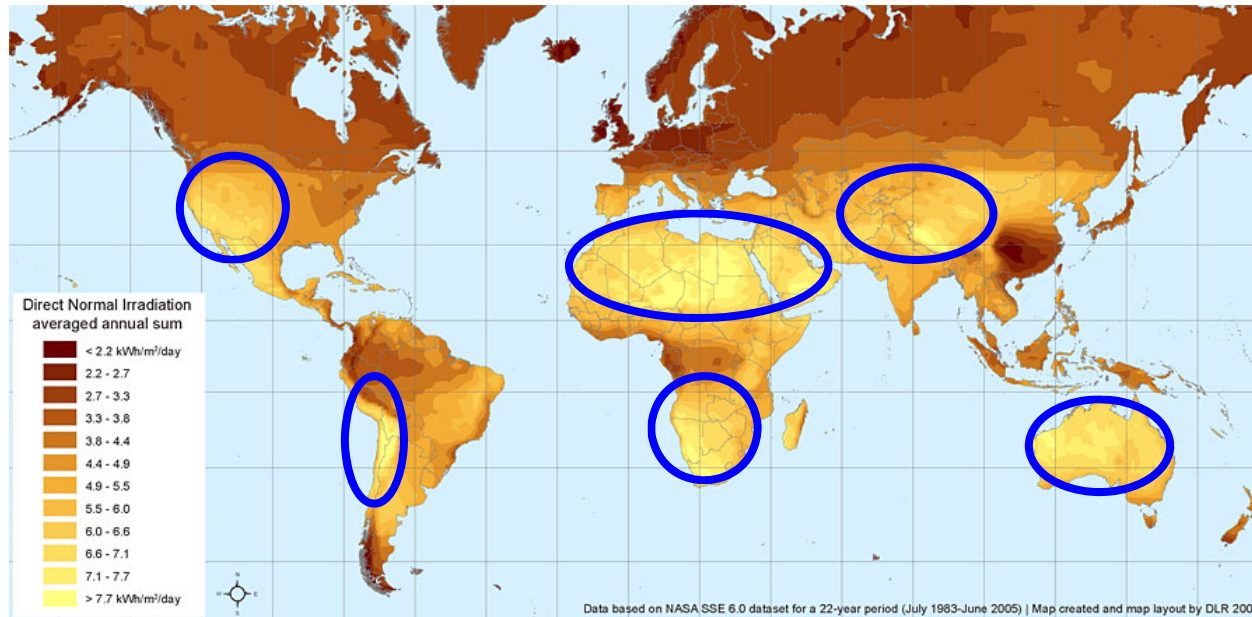 Direct Normal Irradiation
averaged annual sum
< 2.2 kWh/m²/day
2.2 - 2.7
2.7 - 3.3
3.3 - 3.8
3.8 - 4.4
4.4 - 4.9
4.9 - 5.5
5.5 - 6.0
6.0 - 6.6
6.6 - 7.1
7.1 - 7.7
> 7.7 kWh/m²/day
N
E
S
Data based on NASA SSE 6.0 dataset for a 22-year period (July 1983-June 2005) | Map created and map layout by DLR 200